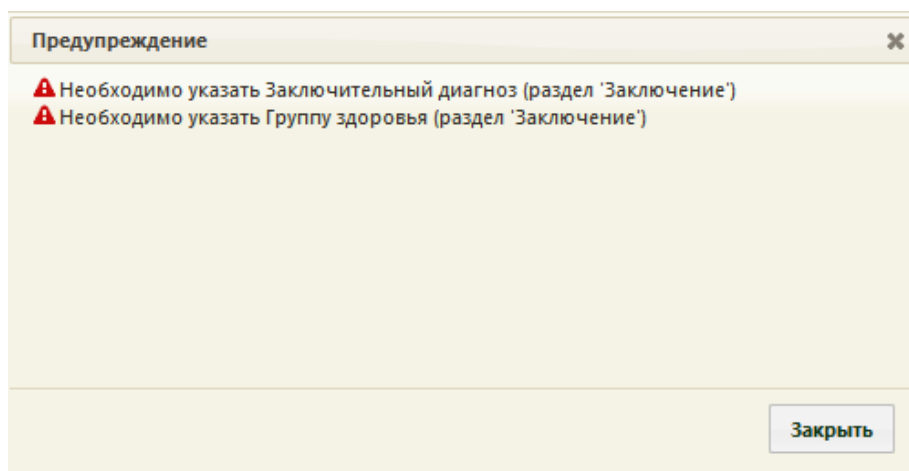 Предупреждение
Необходимо указать Заключительный диагноз (раздел 'Заключение')
Необходимо указать Группу здоровья (раздел 'Заключение')
Закрыть